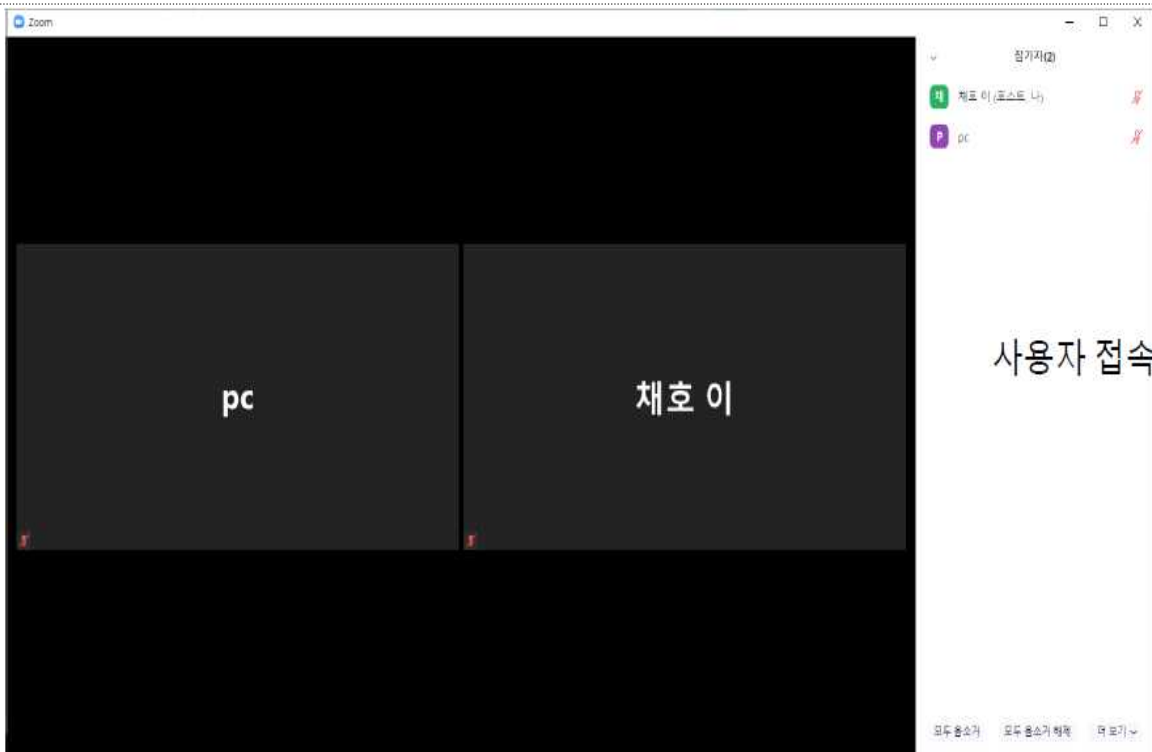 Zoom
참가자(2)
채 채호 이 (호스트, 나)
P pc
pc
채호 이
사용자 접속
모두 음소거 모두 음소거 해제 더 보기